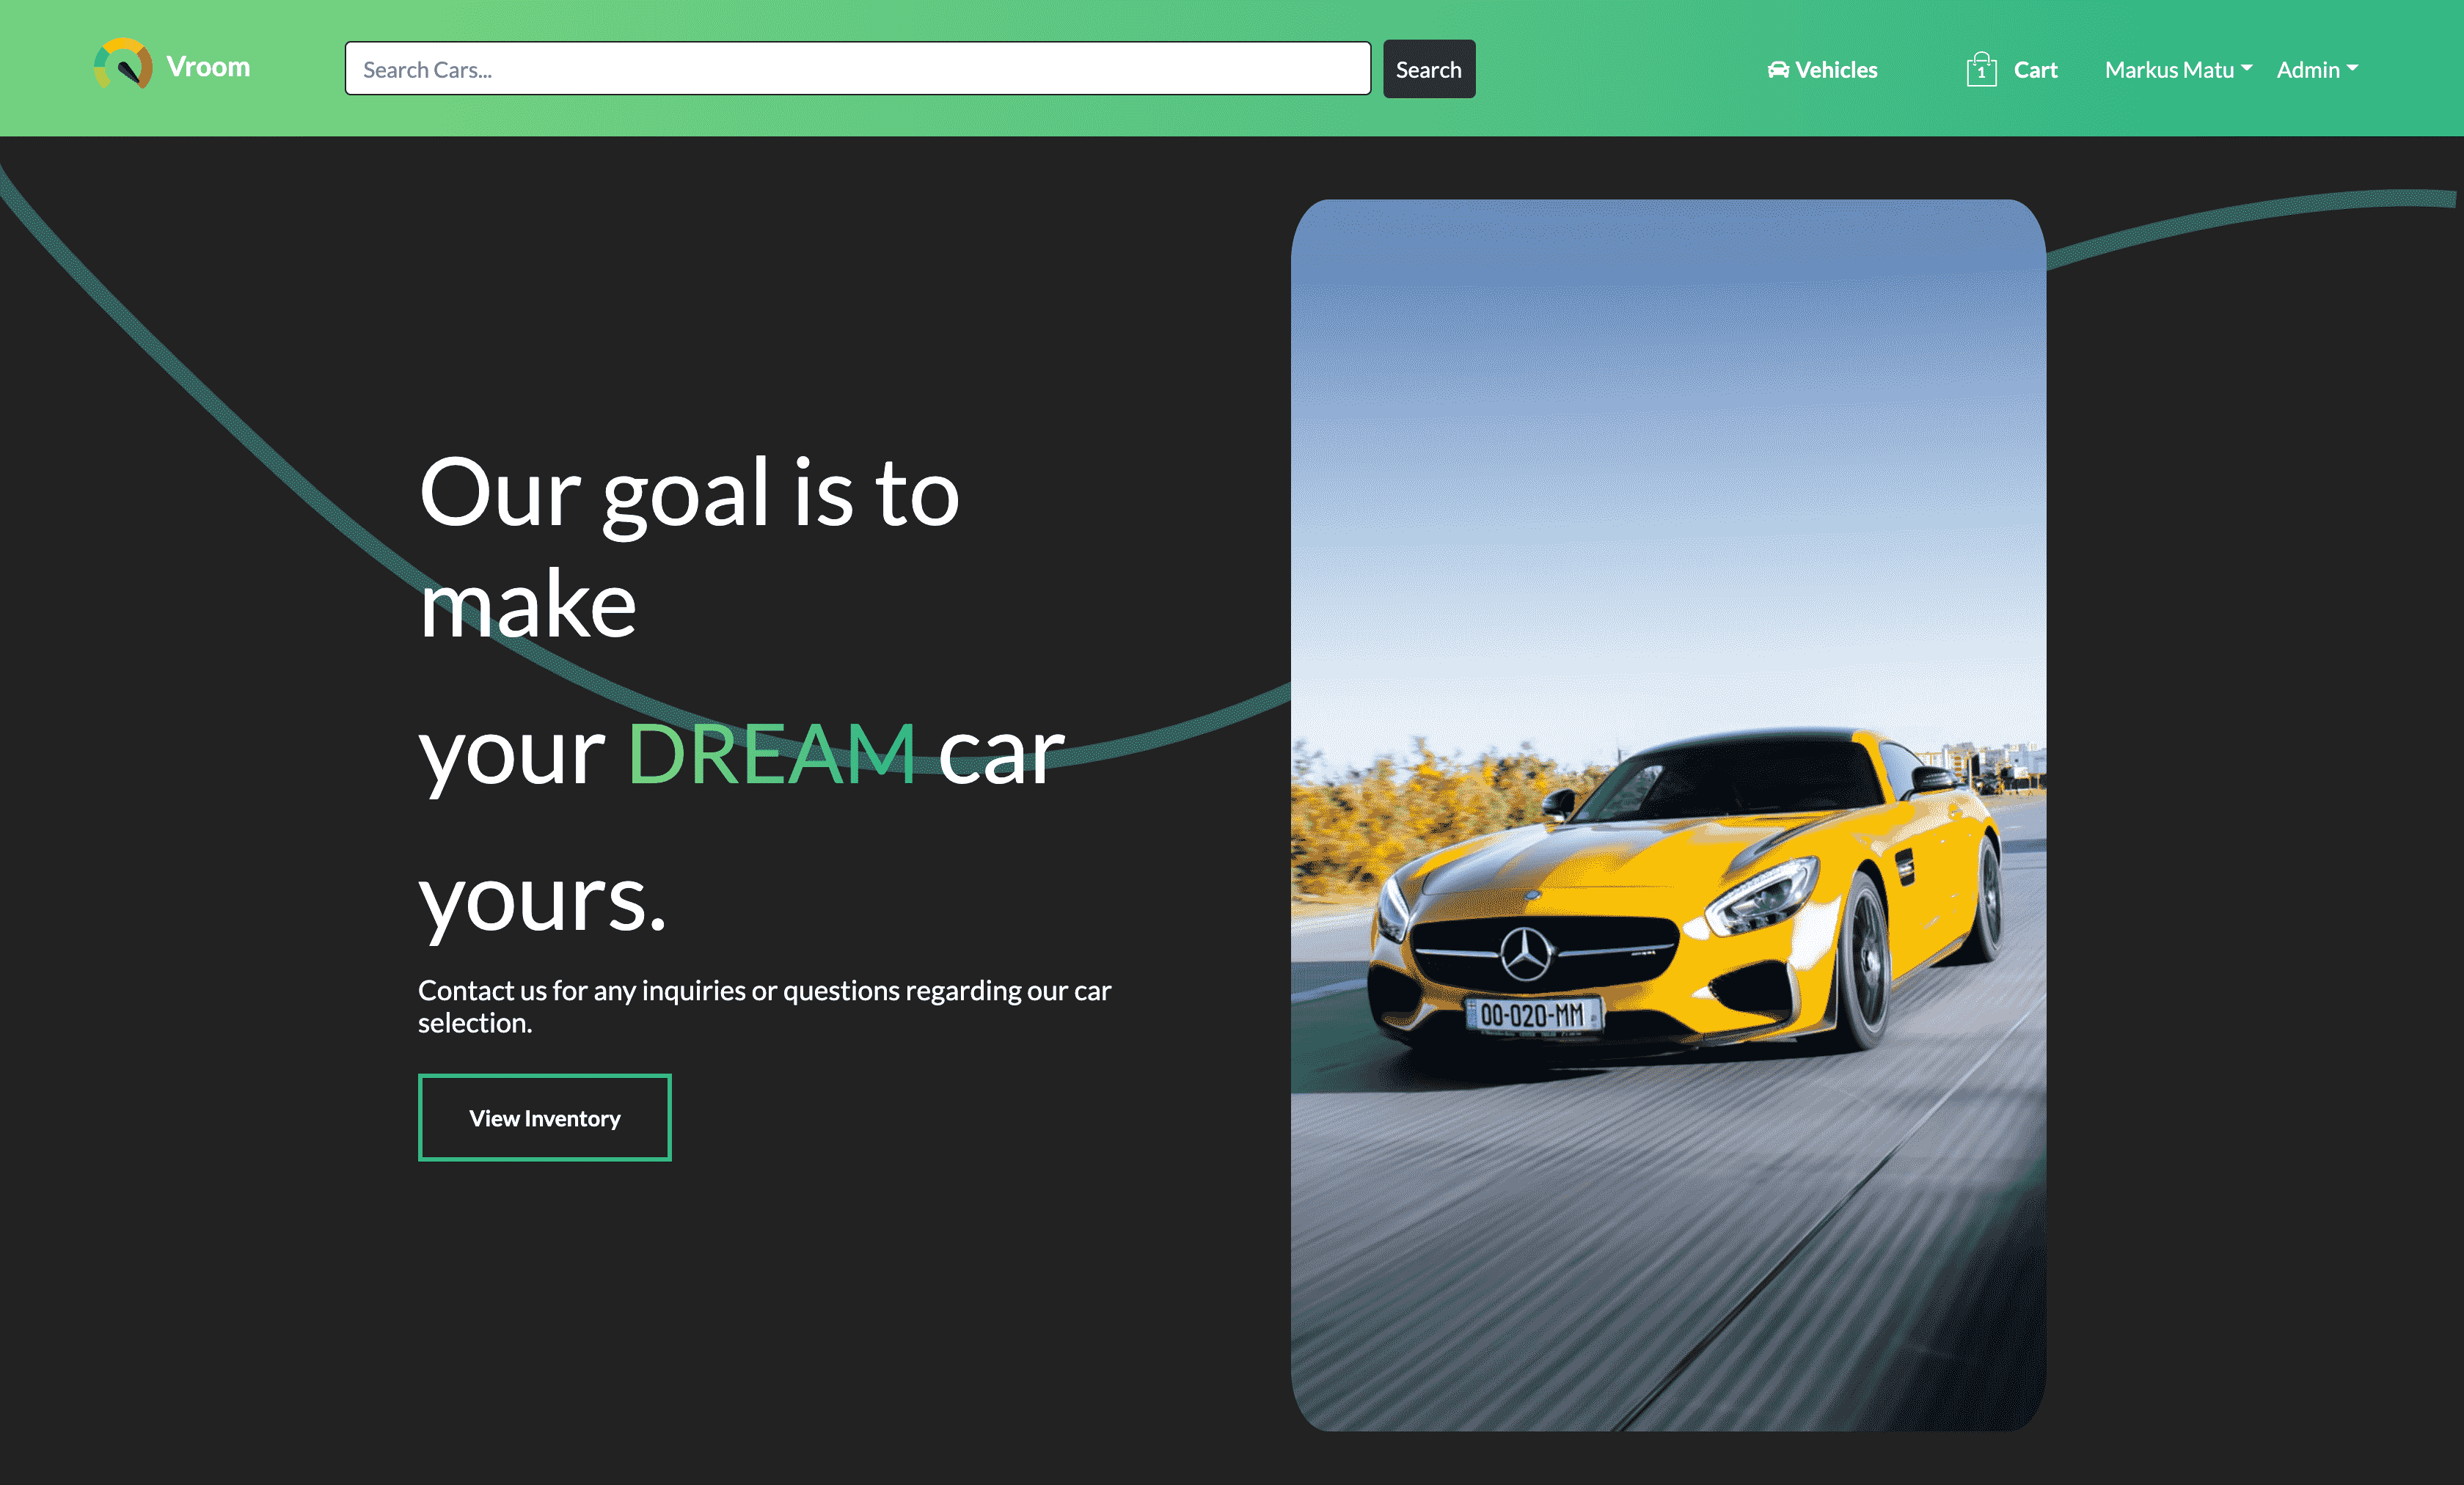 Vroom
Search Cars...
Search
Vehicles
1
Cart
Markus Matu
Admin
Our goal is to
make
your DREAM car
yours.
Contact us for any inquiries or questions regarding our car
selection.
View Inventory
00-020-MM